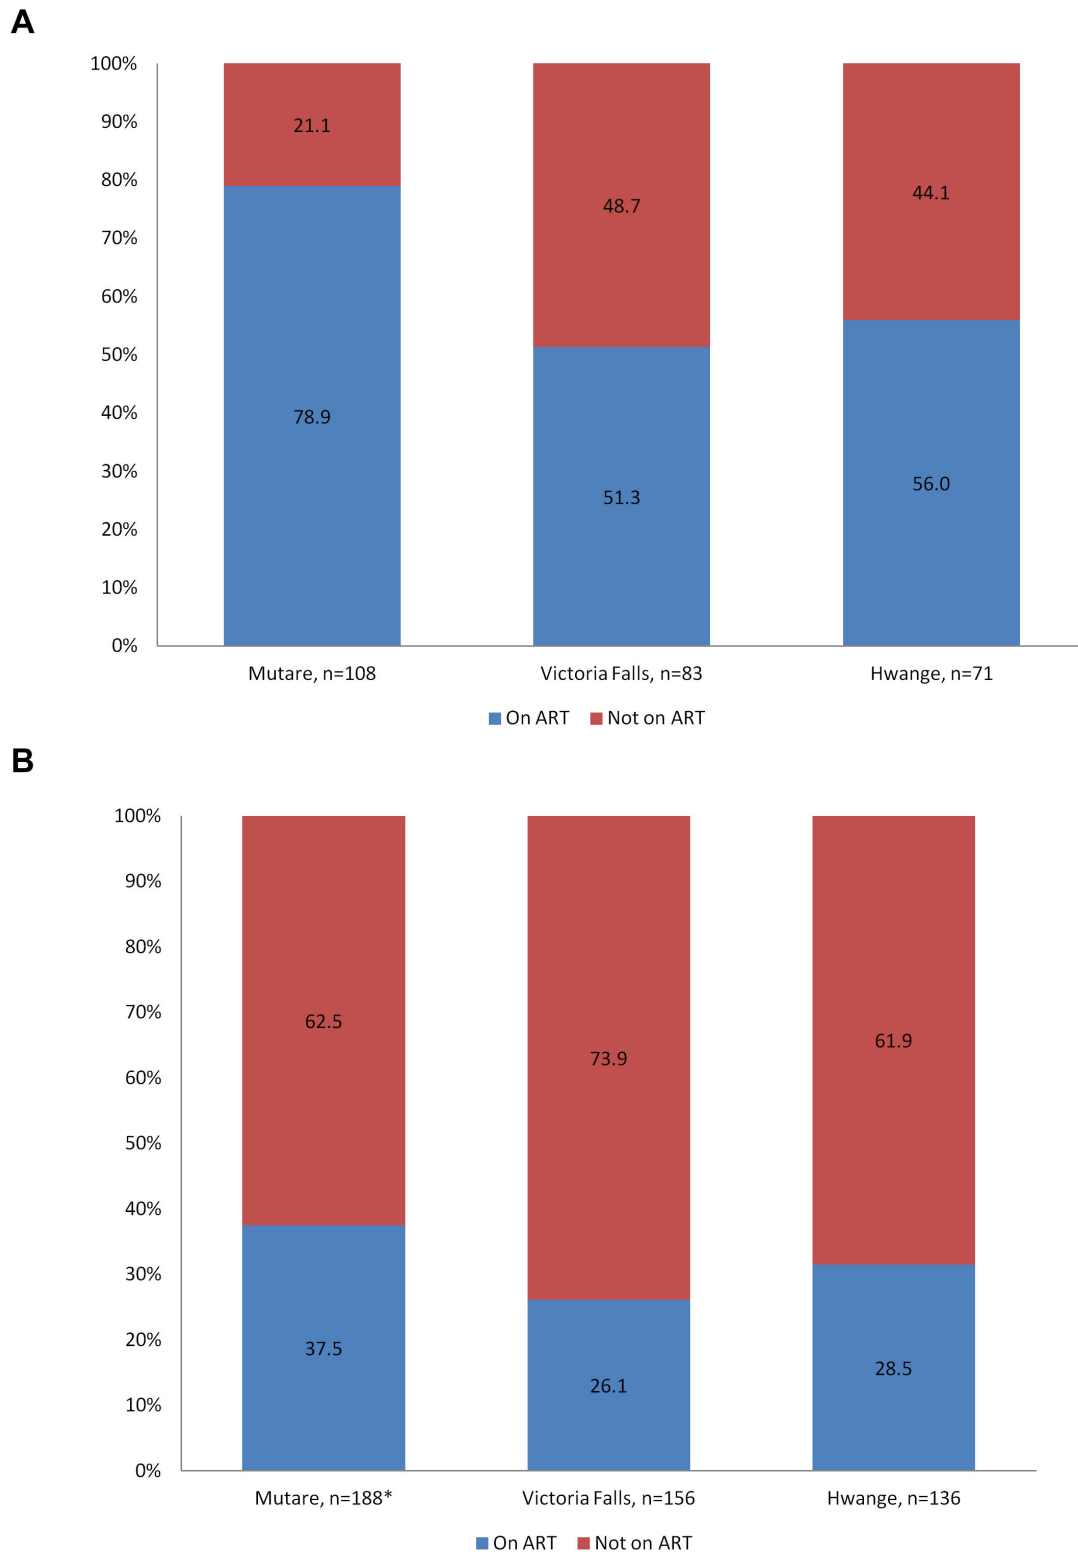 A
100%
90%
80%
70%
60%
50%
40%
30%
20%
10%
0%
21.1
48.7
44.1
78.9
51.3
56.0
Mutare, n=108
Victoria Falls, n=83
Hwange, n=71
On ART
Not on ART
B
100%
90%
80%
70%
60%
50%
40%
30%
20%
10%
0%
62.5
73.9
61.9
37.5
26.1
28.5
Mutare, n=188*
Victoria Falls, n=156
Hwange, n=136
On ART
Not on ART